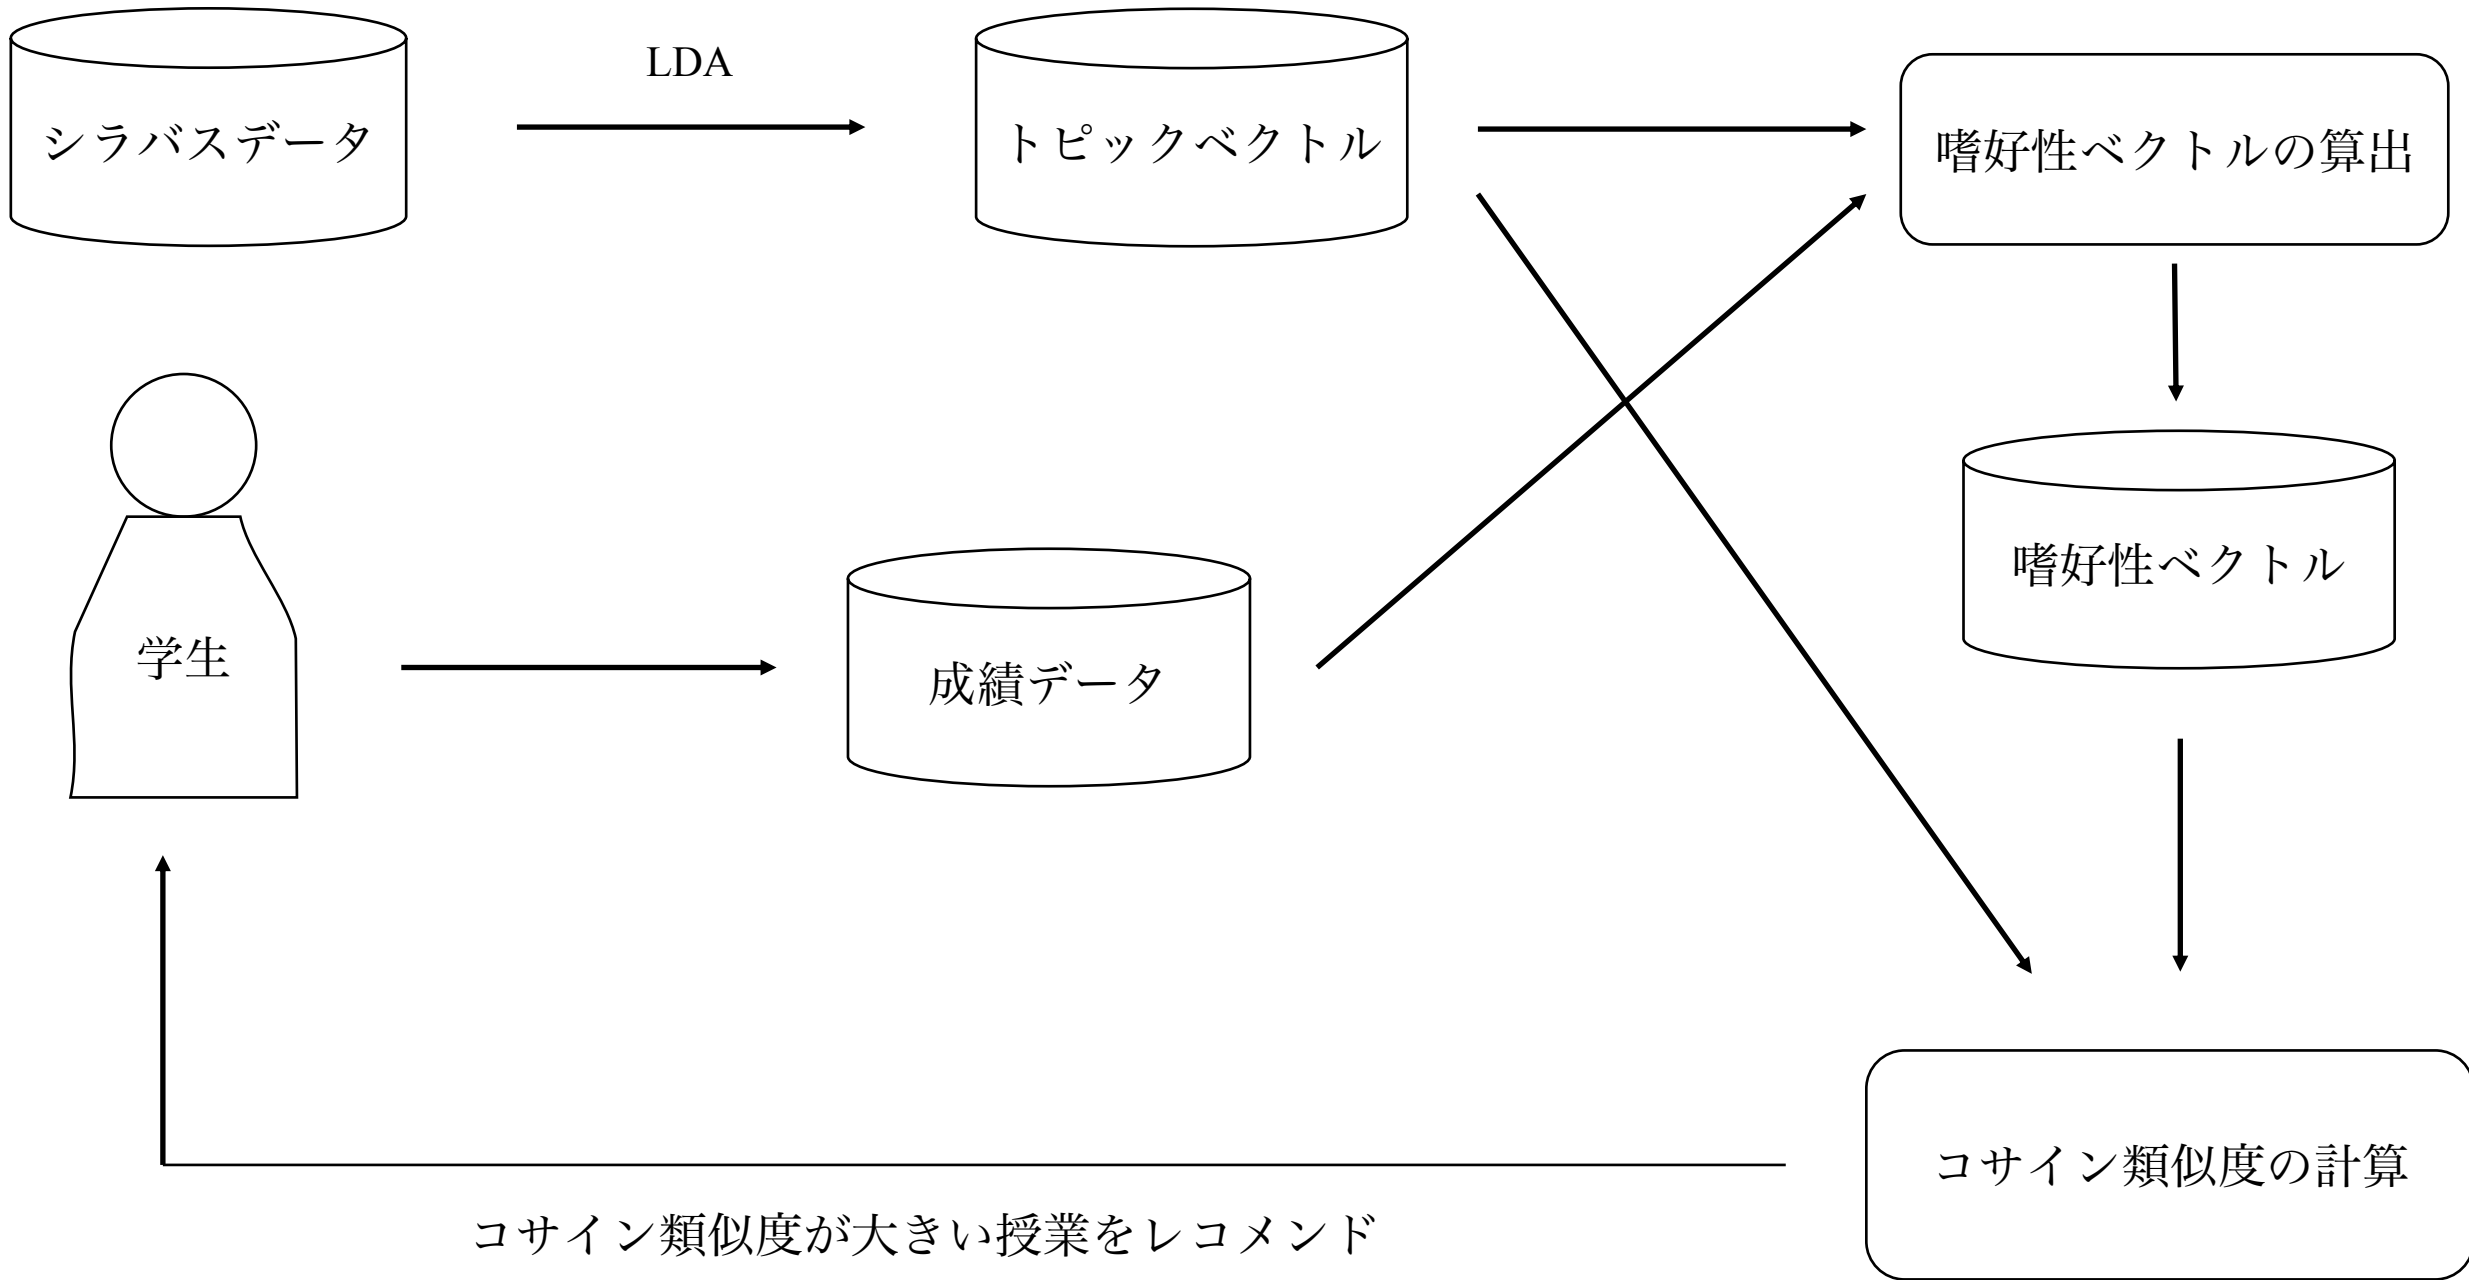 シラバスデータ
LDA
トピックベクトル
嗜好性ベクトルの算出
学生
成績データ
嗜好性ベクトル
コサイン類似度の計算
コサイン類似度が大きい授業をレコメンド